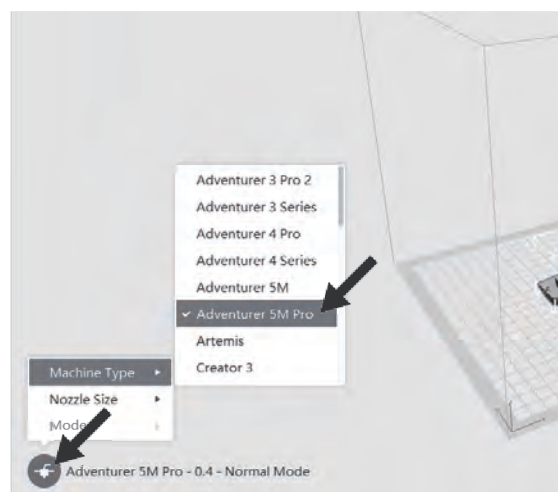 Adventurer 3 Pro 2
Adventurer 3 Series
Adventurer 4 Pro
Adventurer 4 Series
Adventurer 5M
Adventurer 5M Pro
Artemis
Creator 3
Machine Type
Nozzle Size
Mode
Adventurer 5M Pro - 0.4 - Normal Mode